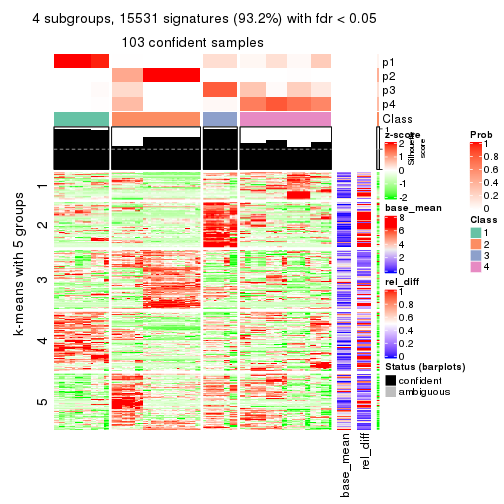 4 subgroups, 15531 signatures (93.2%) with fdr < 0.05
103 confident samples
p1
p2
p3
p4
Class
1
0
Silhouette
score
k-means with 5 groups
1
2
3
4
5
base_mean
rel_diff
z-score
2
1
0
-1
-2
base_mean
8
6
4
2
0
rel_diff
1
0.8
0.6
0.4
0.2
0
Status (barplots)
confident
ambiguous
Prob
1
0.8
0.6
0.4
0.2
0
Class
1
2
3
4